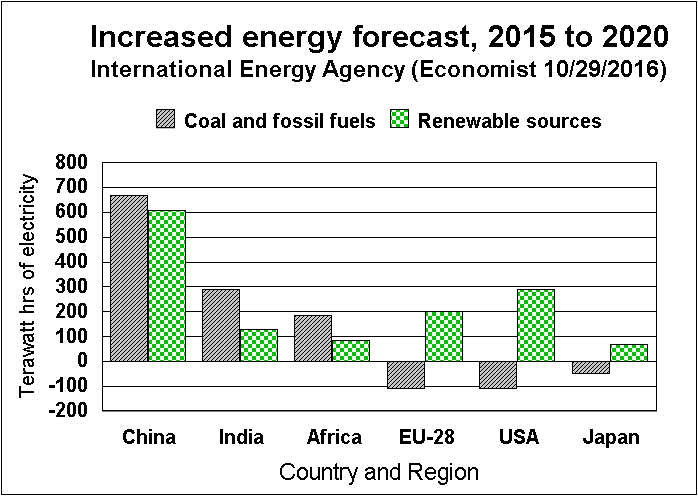 Increased energy forecast, 2015 to 2020
International Energy Agency (Economist 10/29/2016)
Coal and fossil fuels Renewable sources
Terawatt hrs of electricity
800
700
600
500
400
300
200
100
0
-100
-200
China India Africa EU-28 USA Japan
Country and Region